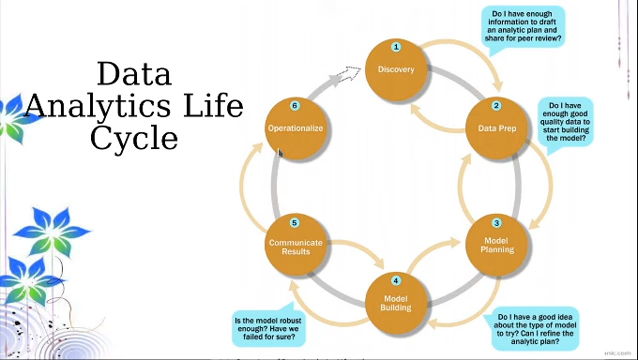 Data
Analytics Life
Cycle
Do I have enough
information to draft
an analytic plan and
share for peer review?
1
Discovery
6
Operationalize
2
Data Prep
Do I have
enough good
quality data to
start building
the model?
5
Communicate
Results
3
Model
Planning
4
Model
Building
Is the model robust
enough? Have we
failed for sure?
Do I have a good idea
about the type of model
to try? Can I refine the
analytic plan?